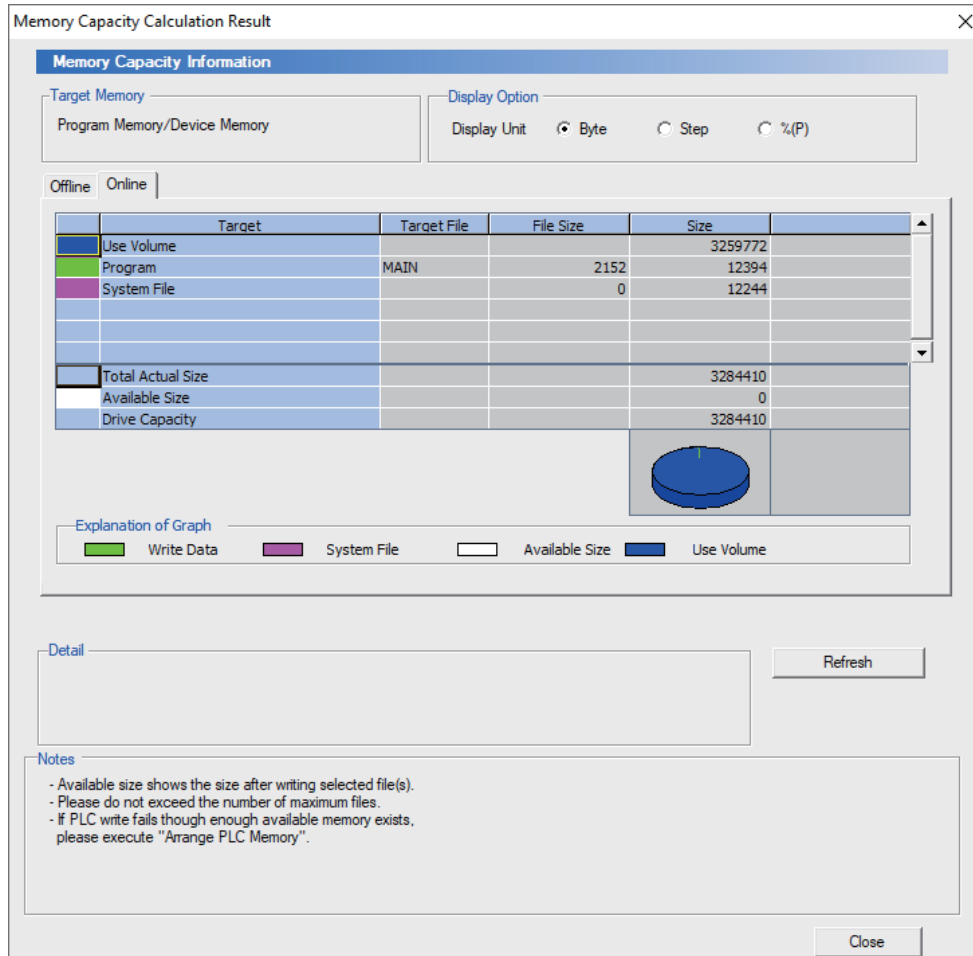 Memory Capacity Calculation Result
Memory Capacity Information
Target Memory
Program Memory/Device Memory
Display Option
Display Unit Byte Step %(P)
Offline Online
Target Target File File Size Size
Use Volume 3259772
Program MAIN 2152 12394
System File 0 12244
Total Actual Size 3284410
Available Size 0
Drive Capacity 3284410
Explanation of Graph
Write Data System File Available Size Use Volume
Detail
Refresh
Notes
- Available size shows the size after writing selected file(s).
- Please do not exceed the number of maximum files.
- If PLC write fails though enough available memory exists,
please execute "Arrange PLC Memory".
Close